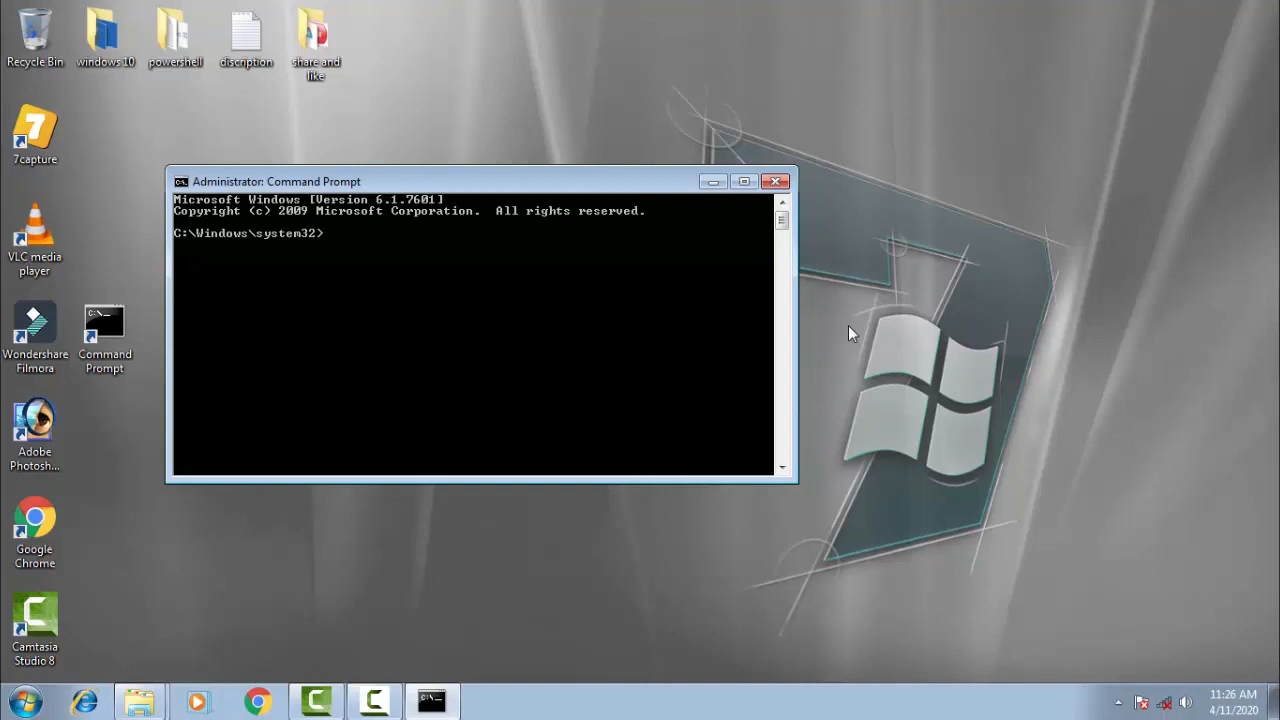 Recycle Bin
windows 10
powershell
discription
share and
like
7
7capture
VLC media
player
Wondershare
Filmora
C:\_
Command
Prompt
Adobe
Photosh...
Google
Chrome
C
Camtasia
Studio 8
Administrator: Command Prompt
Microsoft Windows [Version 6.1.7601]
Copyright (c) 2009 Microsoft Corporation.  All rights reserved.
C:\Windows\system32>
11:26 AM
4/11/2020